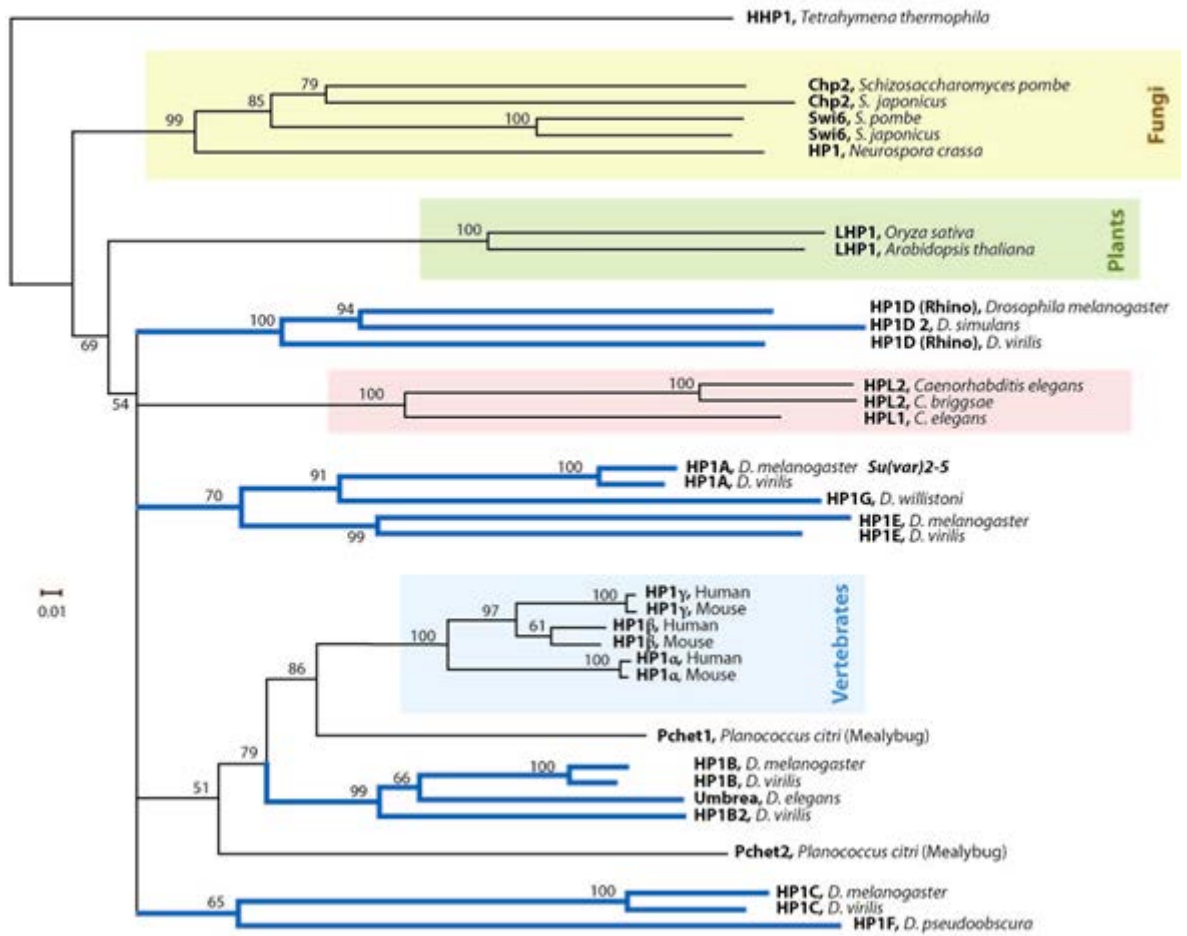 HHP1, Tetrahymena thermophila
79
Chp2, Schizosaccharomyces pombe
85
Chp2, S. japonicus
99
100
Swi6, S. pombe
Swi6, S. japonicus
HP1, Neurospora crassa
Fungi
100
LHP1, Oryza sativa
LHP1, Arabidopsis thaliana
Plants
94
HP1D (Rhino), Drosophila melanogaster
100
HP1D 2, D. simulans
HP1D (Rhino), D. virilis
69
100
100
HPL2, Caenorhabditis elegans
54
HPL2, C. briggsae
HPL1, C. elegans
100
HP1A, D. melanogaster Su(var)2-5
91
HP1A, D. virilis
70
HP1G, D. willistoni
HP1E, D. melanogaster
99
HP1E, D. virilis
0.01
100
HP1γ, Human
97
HP1γ, Mouse
61
HP1β, Human
100
HP1β, Mouse
100
HP1α, Human
HP1α, Mouse
Vertebrates
86
Pchet1, Planococcus citri (Mealybug)
79
100
HP1B, D. melanogaster
66
HP1B, D. virilis
99
Umbrea, D. elegans
51
HP1B2, D. virilis
Pchet2, Planococcus citri (Mealybug)
65
100
HP1C, D. melanogaster
HP1C, D. virilis
HP1F, D. pseudoobscura